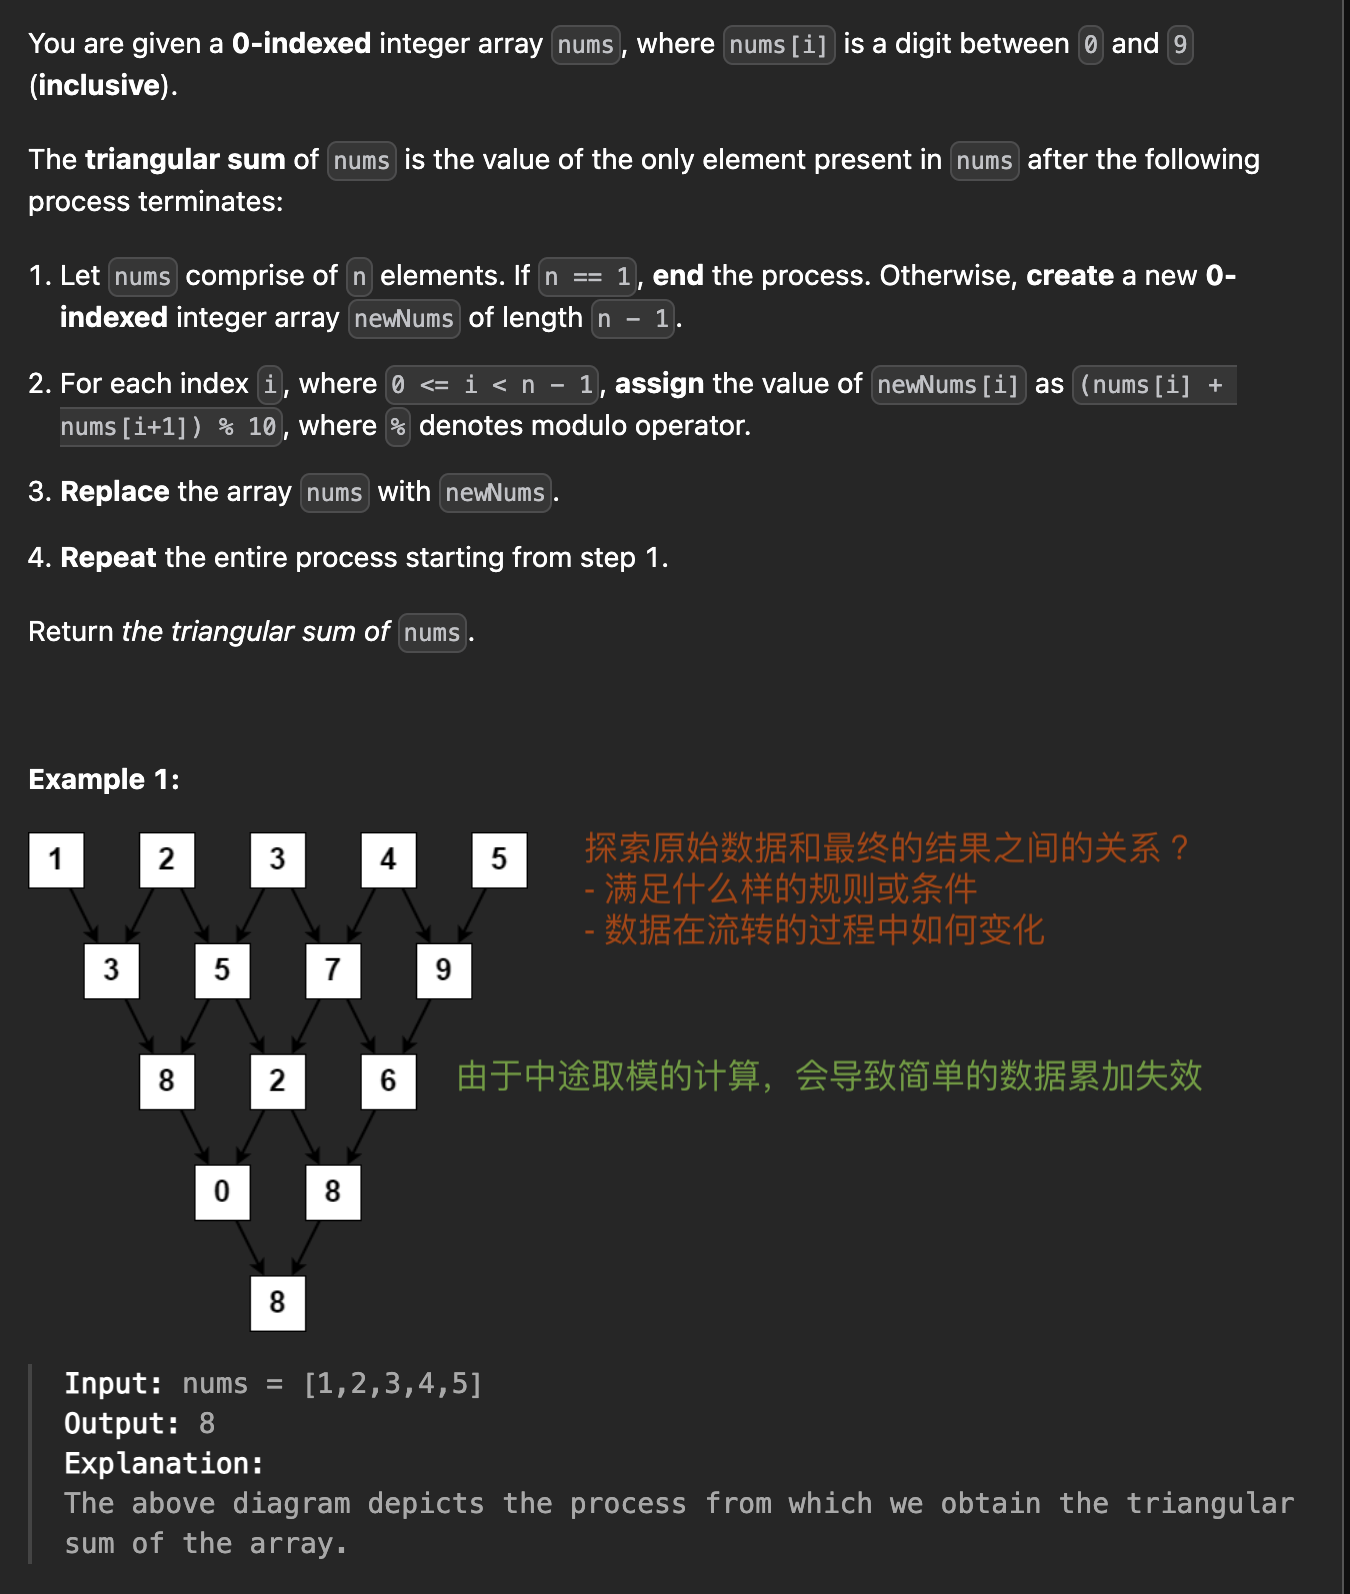 You are given a 0-indexed integer array nums, where nums[i] is a digit between 0 and 9
(inclusive).
The triangular sum of nums is the value of the only element present in nums after the following
process terminates:
1. Let nums comprise of n elements. If n == 1, end the process. Otherwise, create a new 0-
indexed integer array newNums of length n - 1.
2. For each index i, where 0 <= i < n - 1, assign the value of newNums[i] as (nums[i] +
nums[i+1]) % 10, where % denotes modulo operator.
3. Replace the array nums with newNums.
4. Repeat the entire process starting from step 1.
Return the triangular sum of nums.
Example 1:
1 2 3 4 5
探索原始数据和最终的结果之间的关系？
- 满足什么样的规则或条件
- 数据在流转的过程中如何变化
3 5 7 9
8 2 6
由于中途取模的计算，会导致简单的数据累加失效
0 8
8
Input: nums = [1,2,3,4,5]
Output: 8
Explanation:
The above diagram depicts the process from which we obtain the triangular
sum of the array.